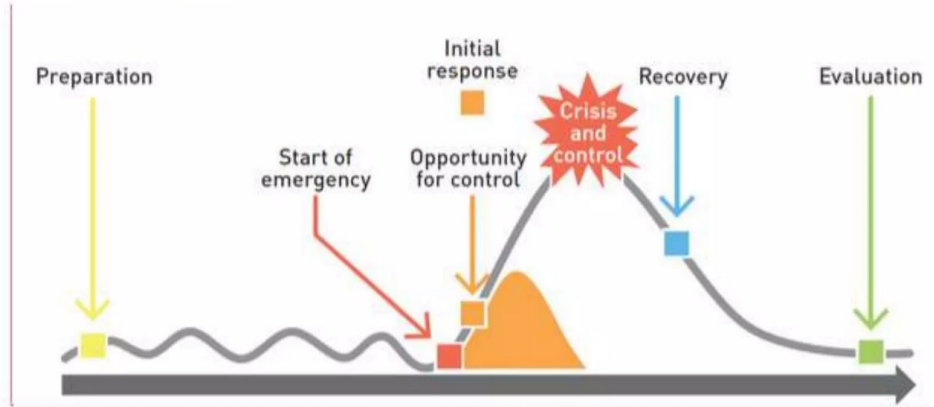 Preparation
Initial
response
Recovery
Evaluation
Crisis
and
control
Start of
emergency
Opportunity
for control